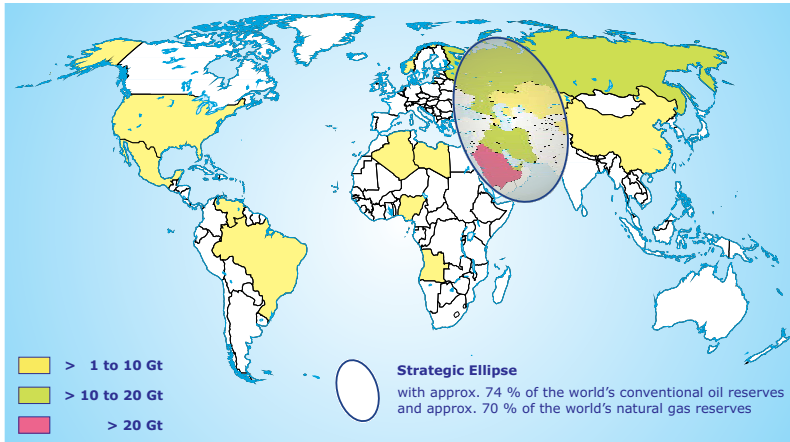 > 1 to 10 Gt
> 10 to 20 Gt
> 20 Gt
Strategic Ellipse
with approx. 74 % of the world's conventional oil reserves
and approx. 70 % of the world's natural gas reserves